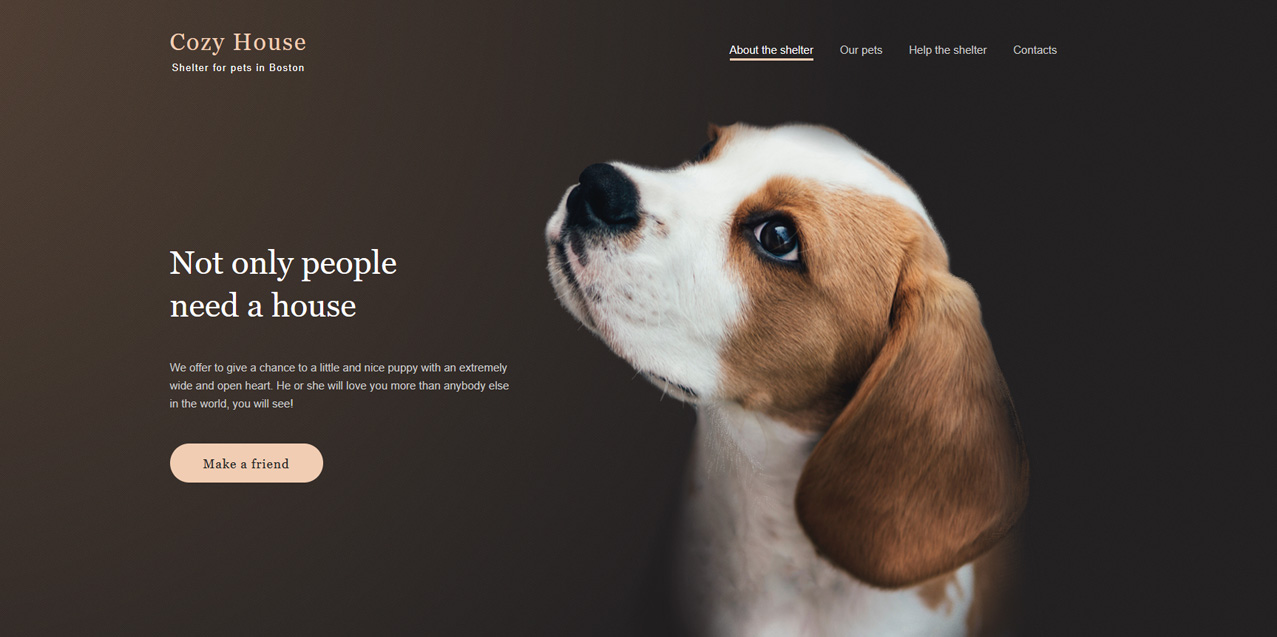 Cozy House
Shelter for pets in Boston
About the shelter
Our pets
Help the shelter
Contacts
Not only people
need a house
We offer to give a chance to a little and nice puppy with an extremely
wide and open heart. He or she will love you more than anybody else
in the world, you will see!
Make a friend